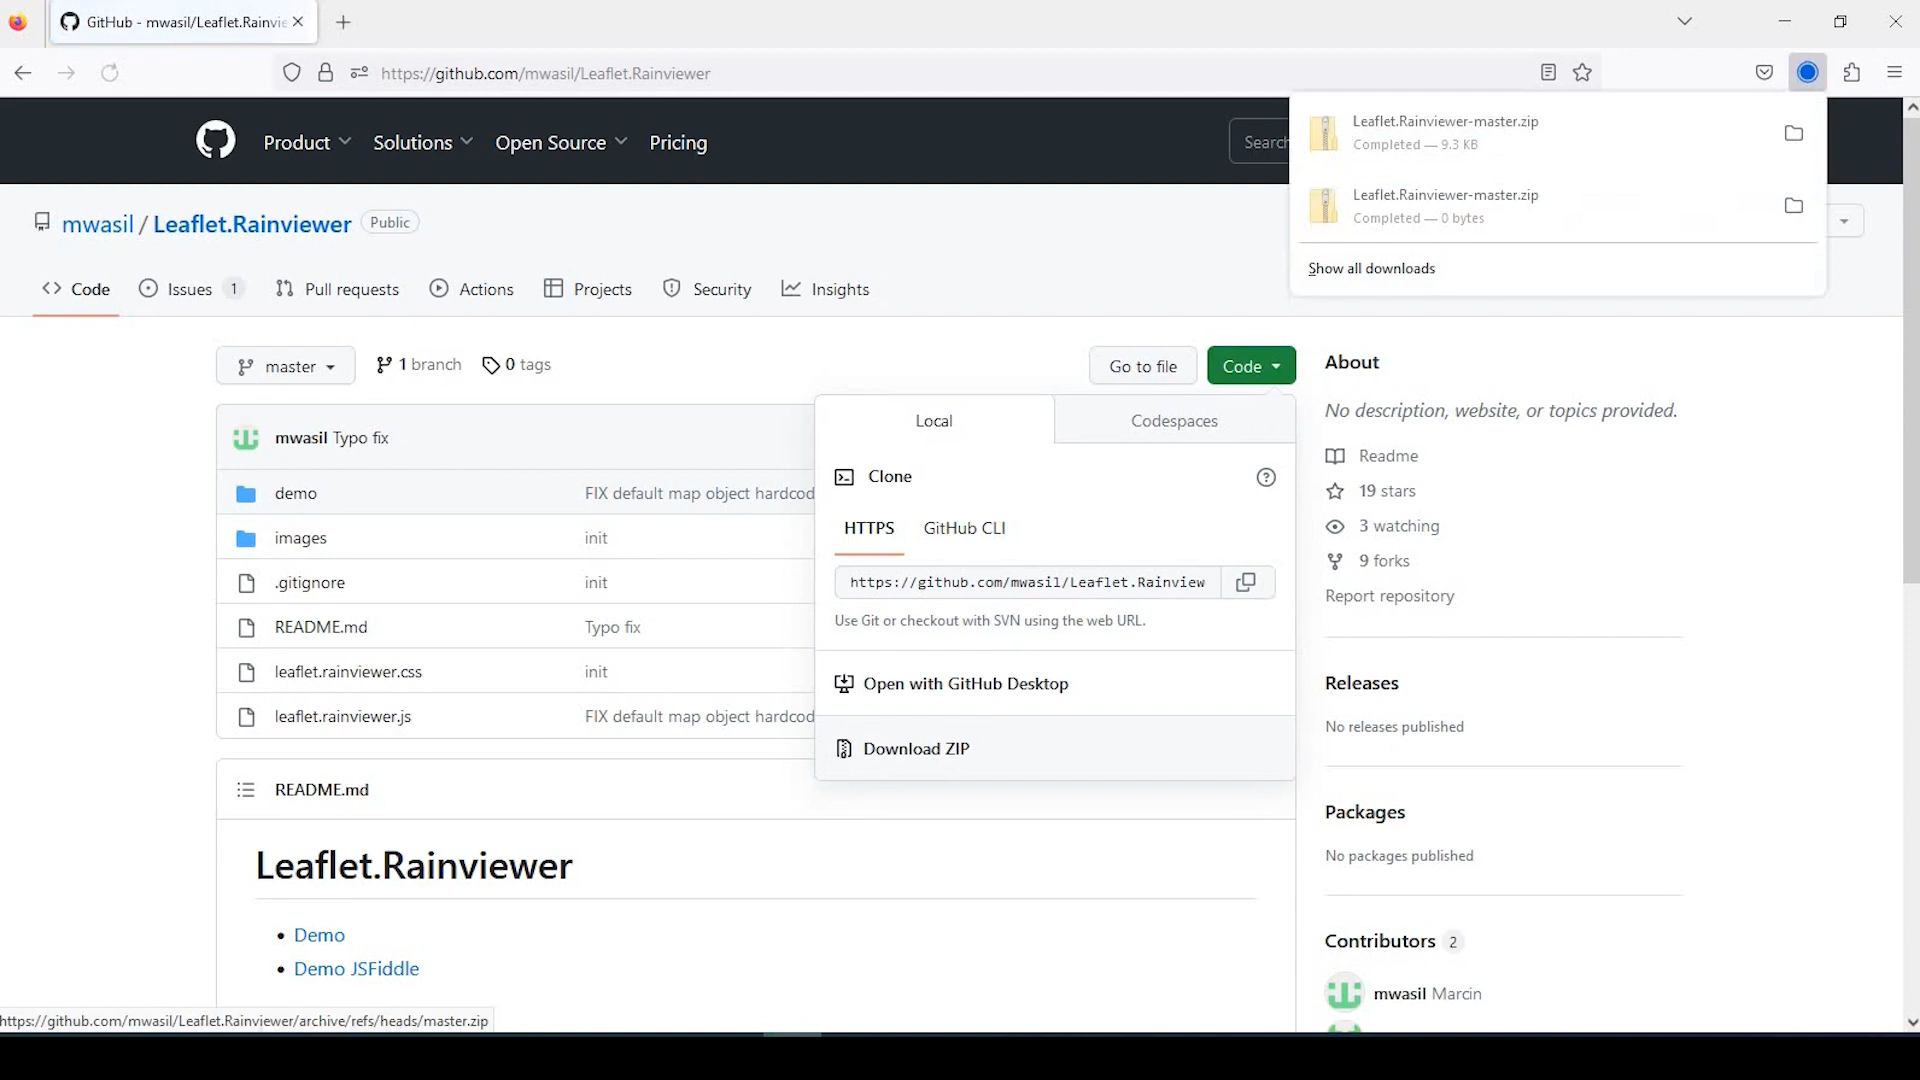 GitHub - mwasil/Leaflet.Rainvie
https://github.com/mwasil/Leaflet.Rainviewer
Leaflet.Rainviewer-master.zip
Completed — 9.3 KB
Leaflet.Rainviewer-master.zip
Completed — 0 bytes
Show all downloads
Product
Solutions
Open Source
Pricing
Search
mwasil / Leaflet.Rainviewer
Public
Code
Issues
1
Pull requests
Actions
Projects
Security
Insights
master
1 branch
0 tags
Go to file
Code
Local
Codespaces
Clone
HTTPS
GitHub CLI
https://github.com/mwasil/Leaflet.Rainview
Use Git or checkout with SVN using the web URL.
Open with GitHub Desktop
Download ZIP
mwasil Typo fix
demo
FIX default map object hardcod
images
init
.gitignore
init
README.md
Typo fix
leaflet.rainviewer.css
init
leaflet.rainviewer.js
FIX default map object hardcod
README.md
Leaflet.Rainviewer
Demo
Demo JSFiddle
About
No description, website, or topics provided.
Readme
19 stars
3 watching
9 forks
Report repository
Releases
No releases published
Packages
No packages published
Contributors 2
mwasil Marcin
https://github.com/mwasil/Leaflet.Rainviewer/archive/refs/heads/master.zip